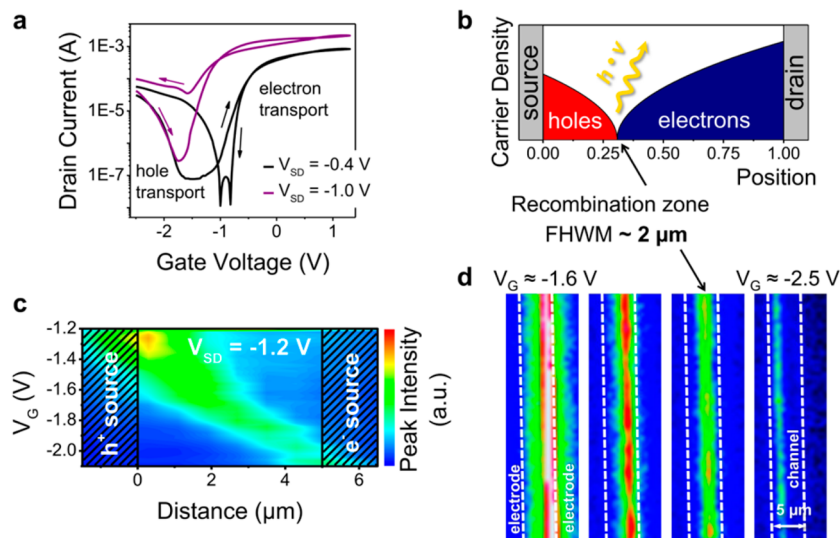 a
Drain Current (A)
1E-3
1E-5
1E-7
electron
transport
hole
transport
V_SD = -0.4 V
V_SD = -1.0 V
-2 -1 0 1
Gate Voltage (V)
b
Carrier Density
source
h·ν
drain
holes
electrons
0.00 0.25 0.50 0.75 1.00
Position
Recombination zone
FHWM ~ 2 µm
c
V_G (V)
-1.2
-1.4
-1.6
-1.8
-2.0
h+ source
V_SD = -1.2 V
e- source
Peak Intensity
(a.u.)
0 2 4 6
Distance (µm)
d
V_G ≈ -1.6 V
V_G ≈ -2.5 V
electrode
electrode
channel
5 µm